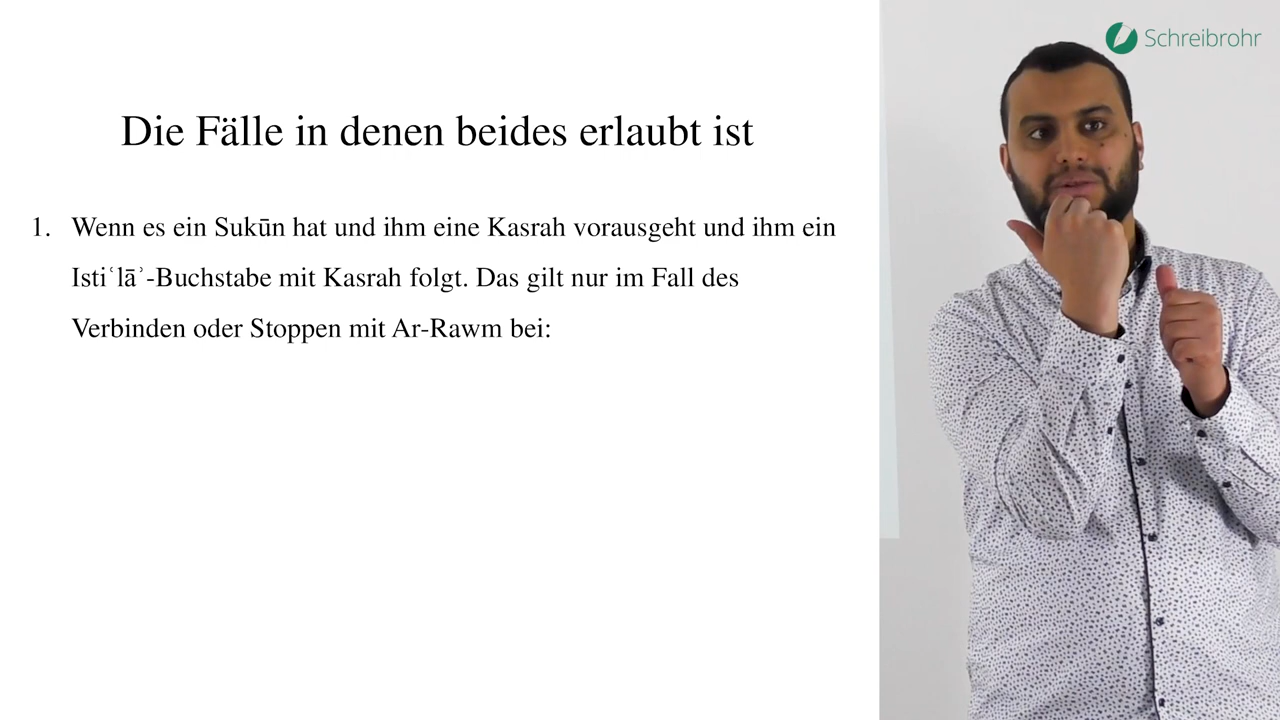 Schreibrohr
Die Fälle in denen beides erlaubt ist
1. Wenn es ein Sukūn hat und ihm eine Kasrah vorausgeht und ihm ein
Istiʿlāʾ-Buchstabe mit Kasrah folgt. Das gilt nur im Fall des
Verbinden oder Stoppen mit Ar-Rawm bei: